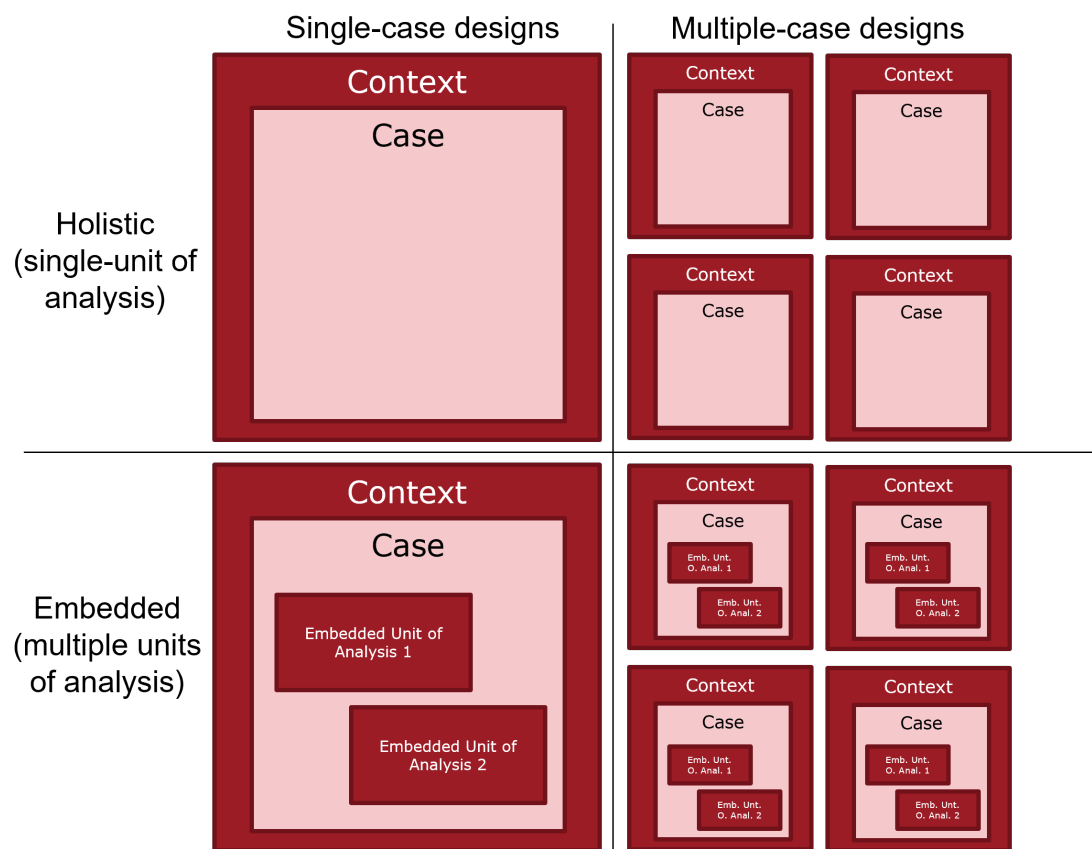 Single-case designs
Multiple-case designs
Holistic
(single-unit of
analysis)
Context
Case
Context
Case
Context
Case
Context
Case
Context
Case
Embedded
(multiple units
of analysis)
Context
Case
Embedded Unit of
Analysis 1
Embedded Unit of
Analysis 2
Context
Case
Emb. Unt.
O. Anal. 1
Emb. Unt.
O. Anal. 2
Context
Case
Emb. Unt.
O. Anal. 1
Emb. Unt.
O. Anal. 2
Context
Case
Emb. Unt.
O. Anal. 1
Emb. Unt.
O. Anal. 2
Context
Case
Emb. Unt.
O. Anal. 1
Emb. Unt.
O. Anal. 2